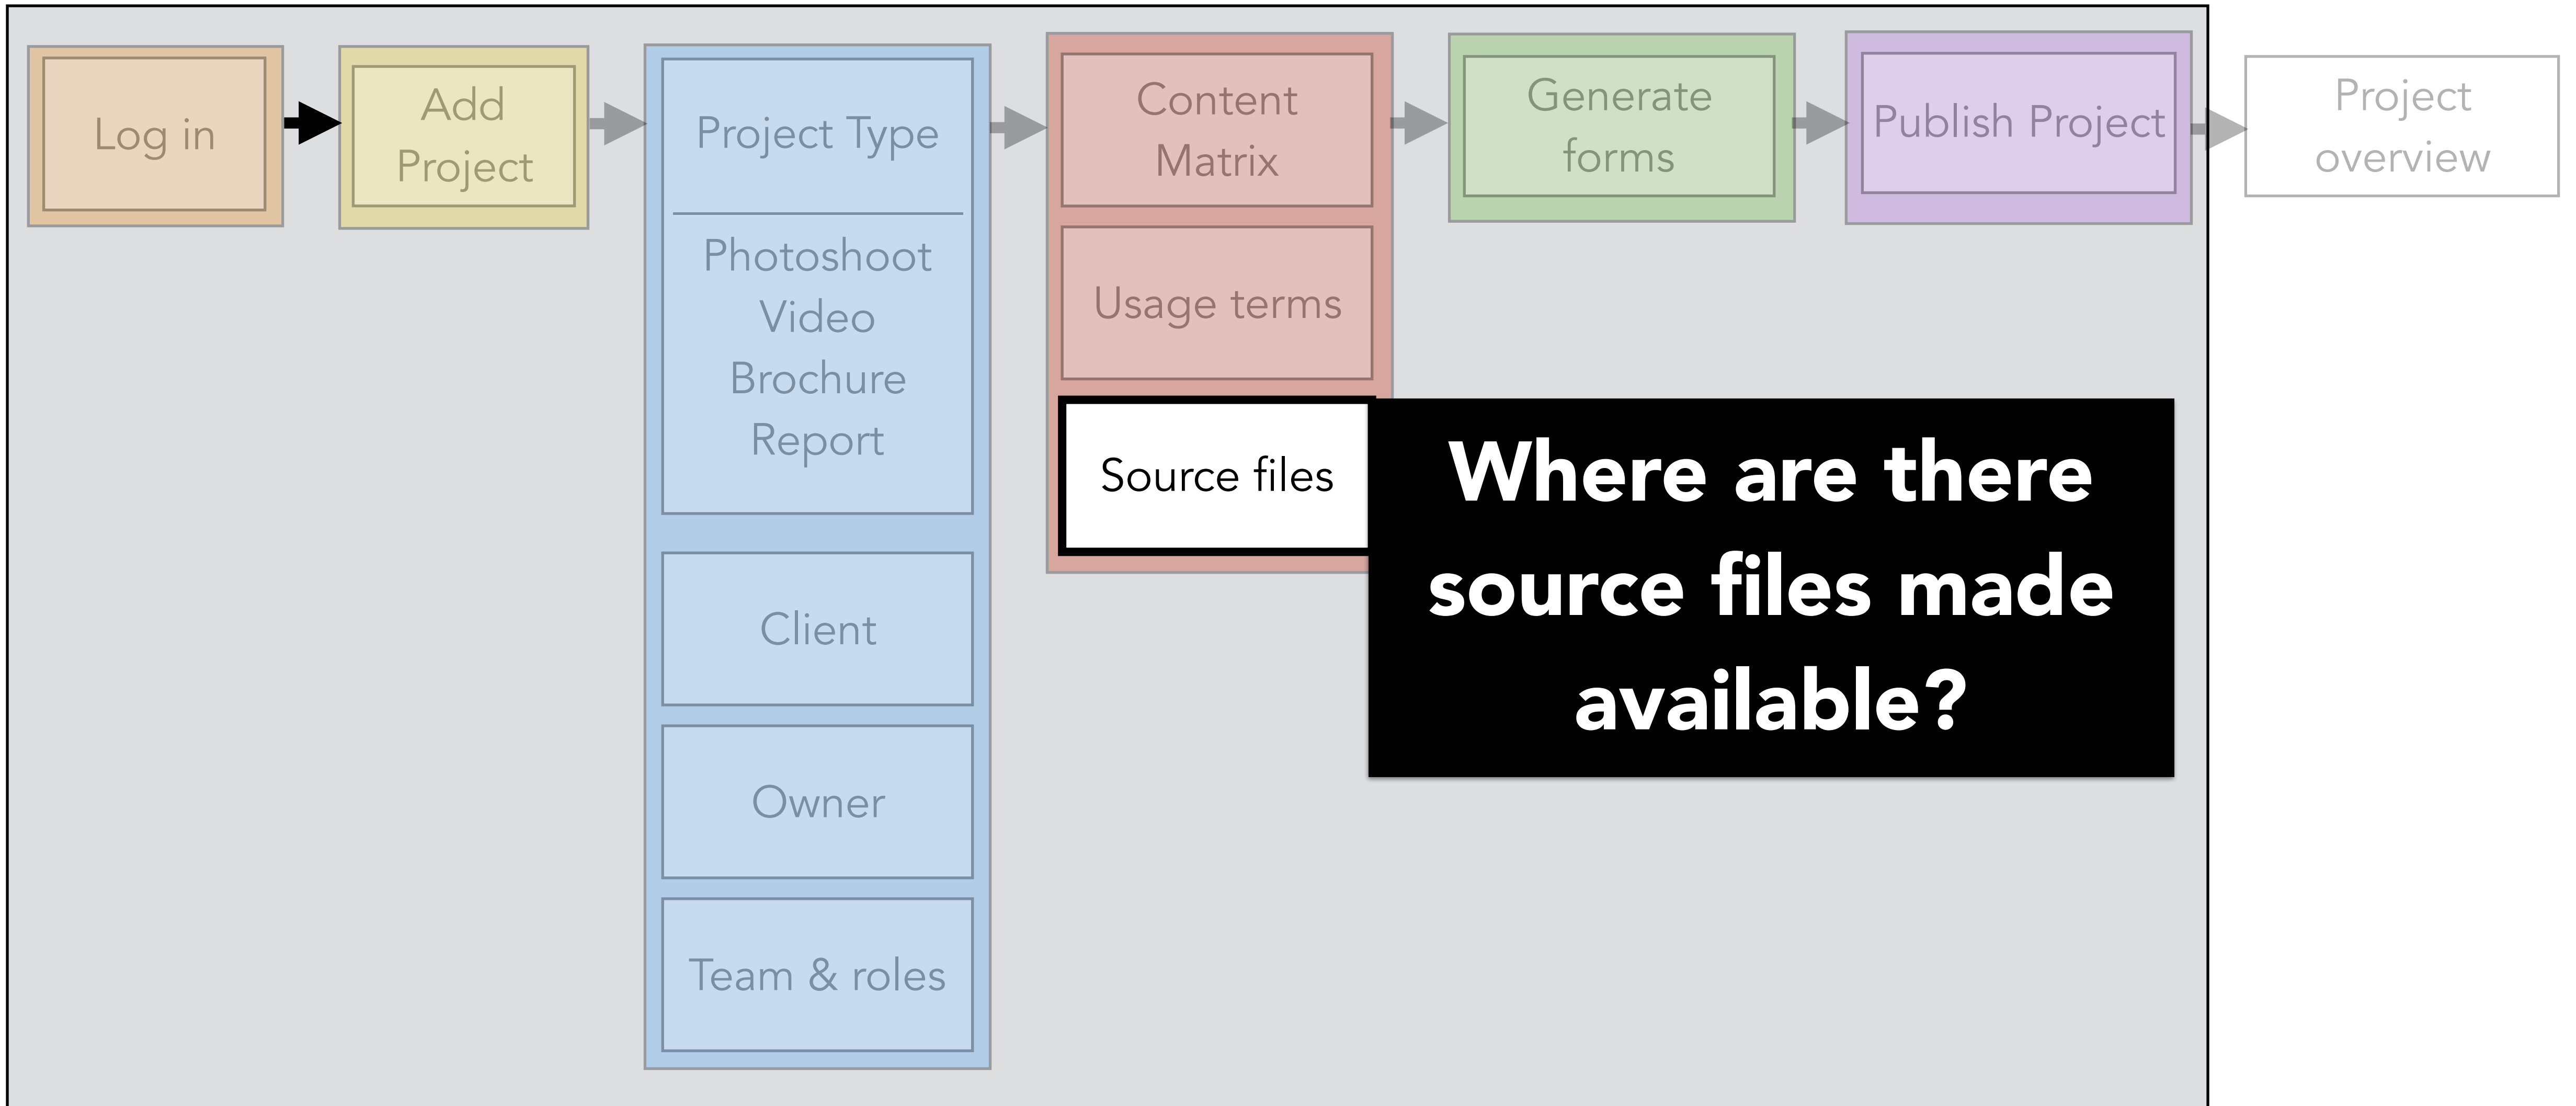 Log in
Add
Project
Project Type
Photoshoot
Video
Brochure
Report
Client
Owner
Team & roles
Content
Matrix
Usage terms
Source files
Where are there
source files made
available?
Generate
forms
Publish Project
Project
overview